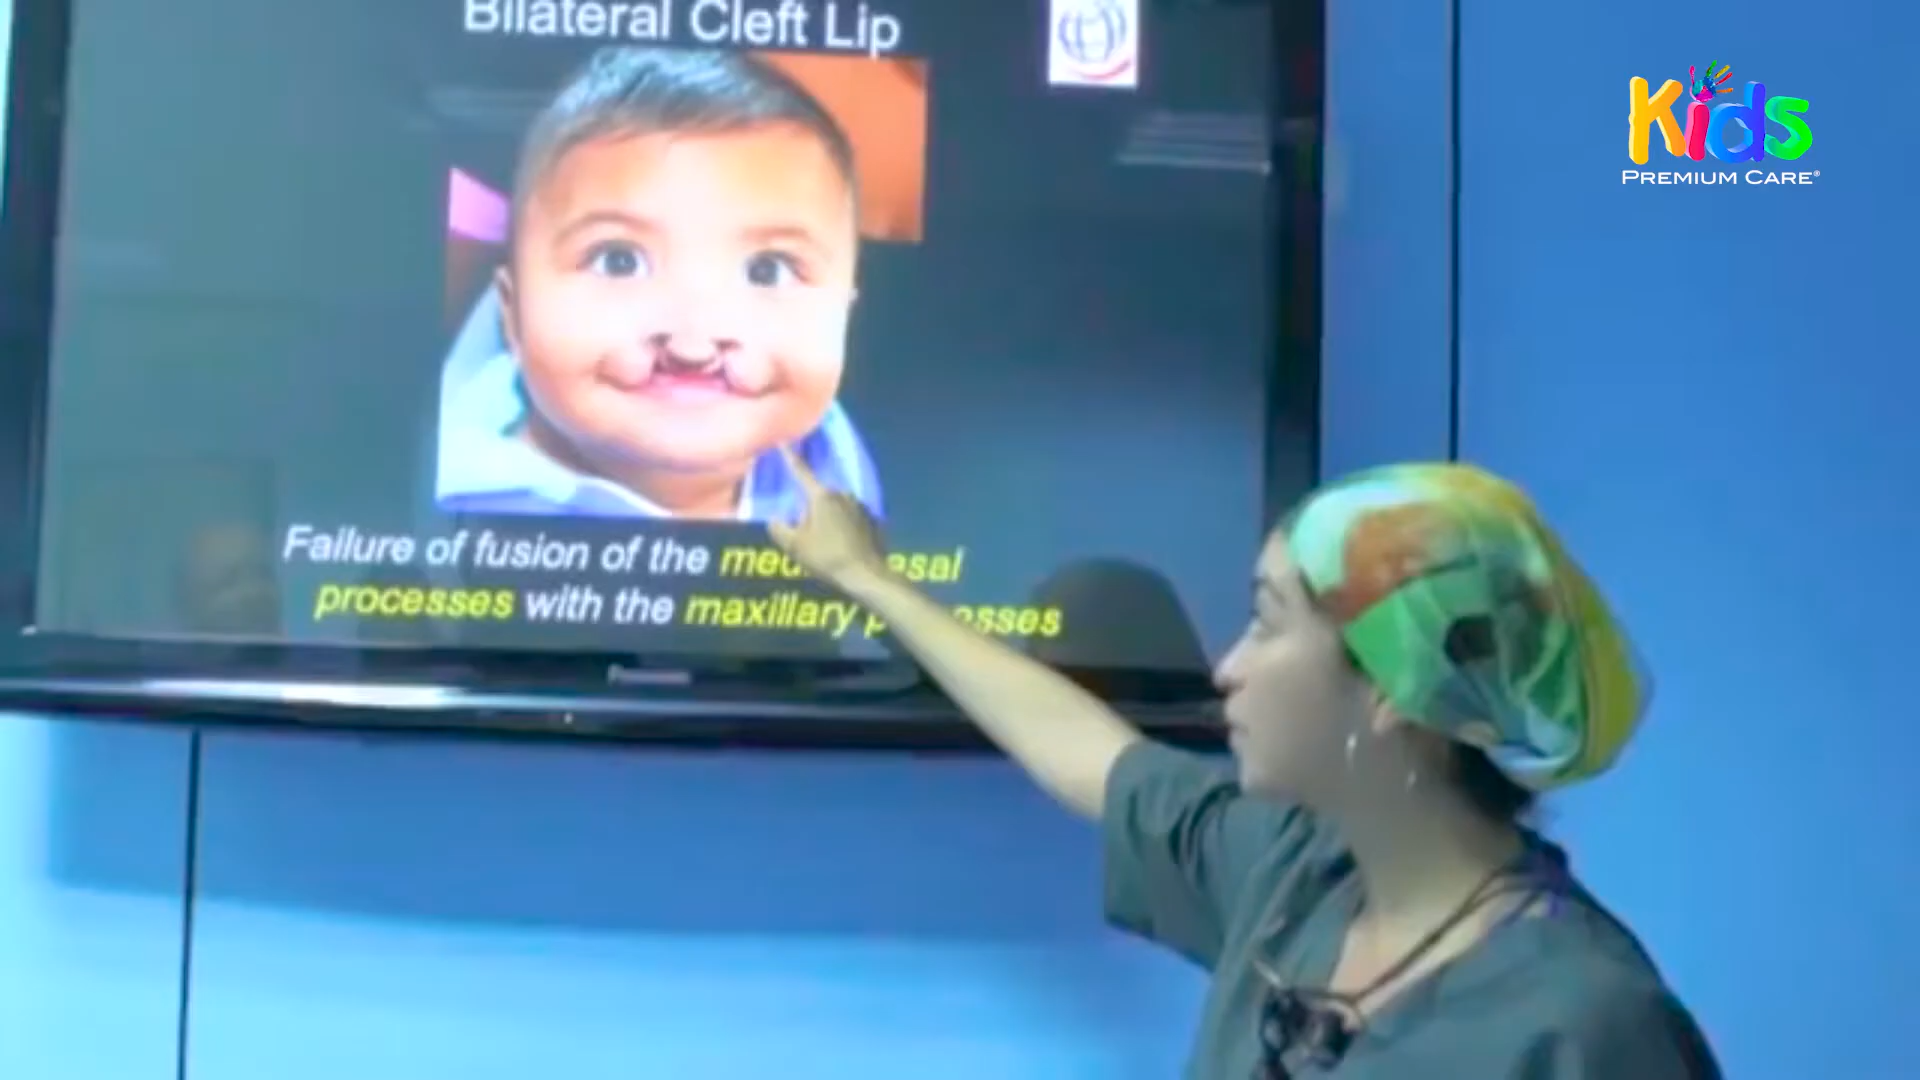 Bilateral Cleft Lip
Kids
PREMIUM CARE®
Failure of fusion of the
processes with the maxillary